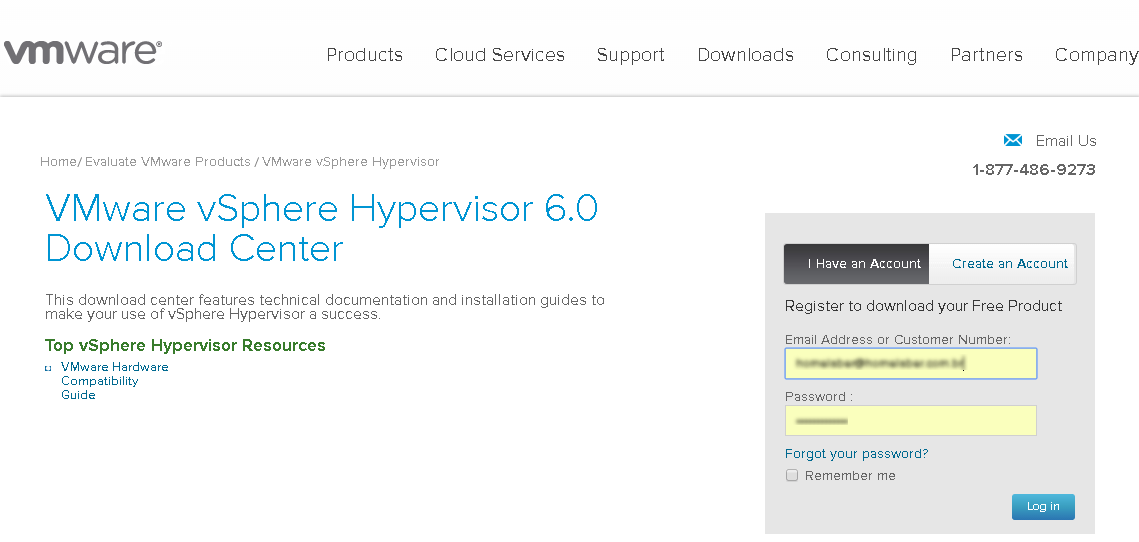 vmware®
Products Cloud Services Support Downloads Consulting Partners Company
Email Us
1-877-486-9273
Home/ Evaluate VMware Products / VMware vSphere Hypervisor
VMware vSphere Hypervisor 6.0
Download Center
This download center features technical documentation and installation guides to
make your use of vSphere Hypervisor a success.
Top vSphere Hypervisor Resources
VMware Hardware
Compatibility
Guide
I Have an Account Create an Account
Register to download your Free Product
Email Address or Customer Number:
Password :
Forgot your password?
Remember me
Log in